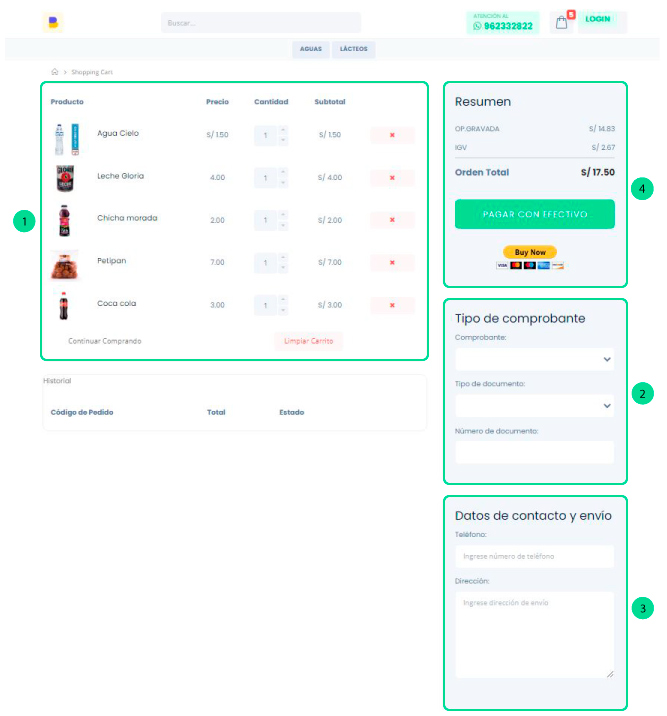 Buscar...
ATENCIÓN AL
962332822
5
LOGIN
AGUAS LÁCTEOS
> Shopping Cart
Producto Precio Cantidad Subtotal
Agua Cielo S/ 1.50 1 S/ 1.50
Leche Gloria 4.00 1 S/ 4.00
Chicha morada 2.00 1 S/ 2.00
Petipan 7.00 1 S/ 7.00
Coca cola 3.00 1 S/ 3.00
Continuar Comprando Limpiar Carrito
1
Historial
Código de Pedido Total Estado
Resumen
OP.GRAVADA S/ 14.83
IGV S/ 2.67
Orden Total S/ 17.50
PAGAR CON EFECTIVO
Buy Now
VISA
4
Tipo de comprobante
Comprobante:
Tipo de documento:
Número de documento:
2
Datos de contacto y envío
Teléfono:
Ingrese número de teléfono
Dirección:
Ingrese dirección de envío
3